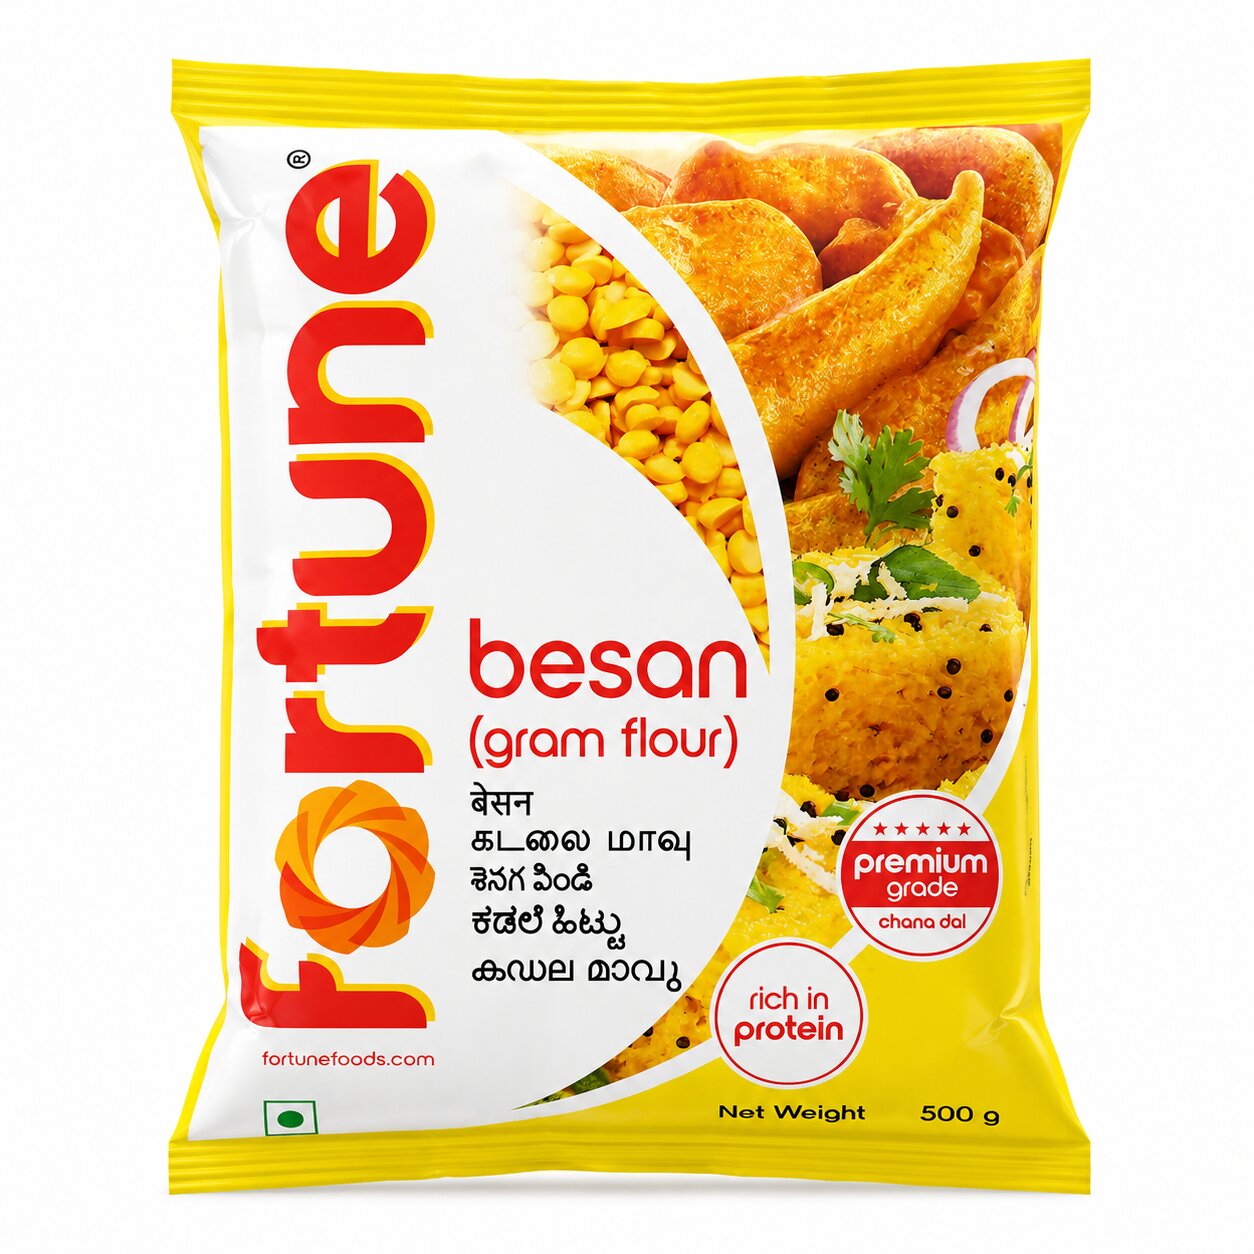 fortune®
fortunefoods.com
besan
(gram flour)
बेसन
கடலை மாவு
శెనగ పిండి
ಕಡಲೆ ಹಿಟ್ಟು
കഡല മാവു
premium
grade
chana dal
rich in
protein
Net Weight 500 g